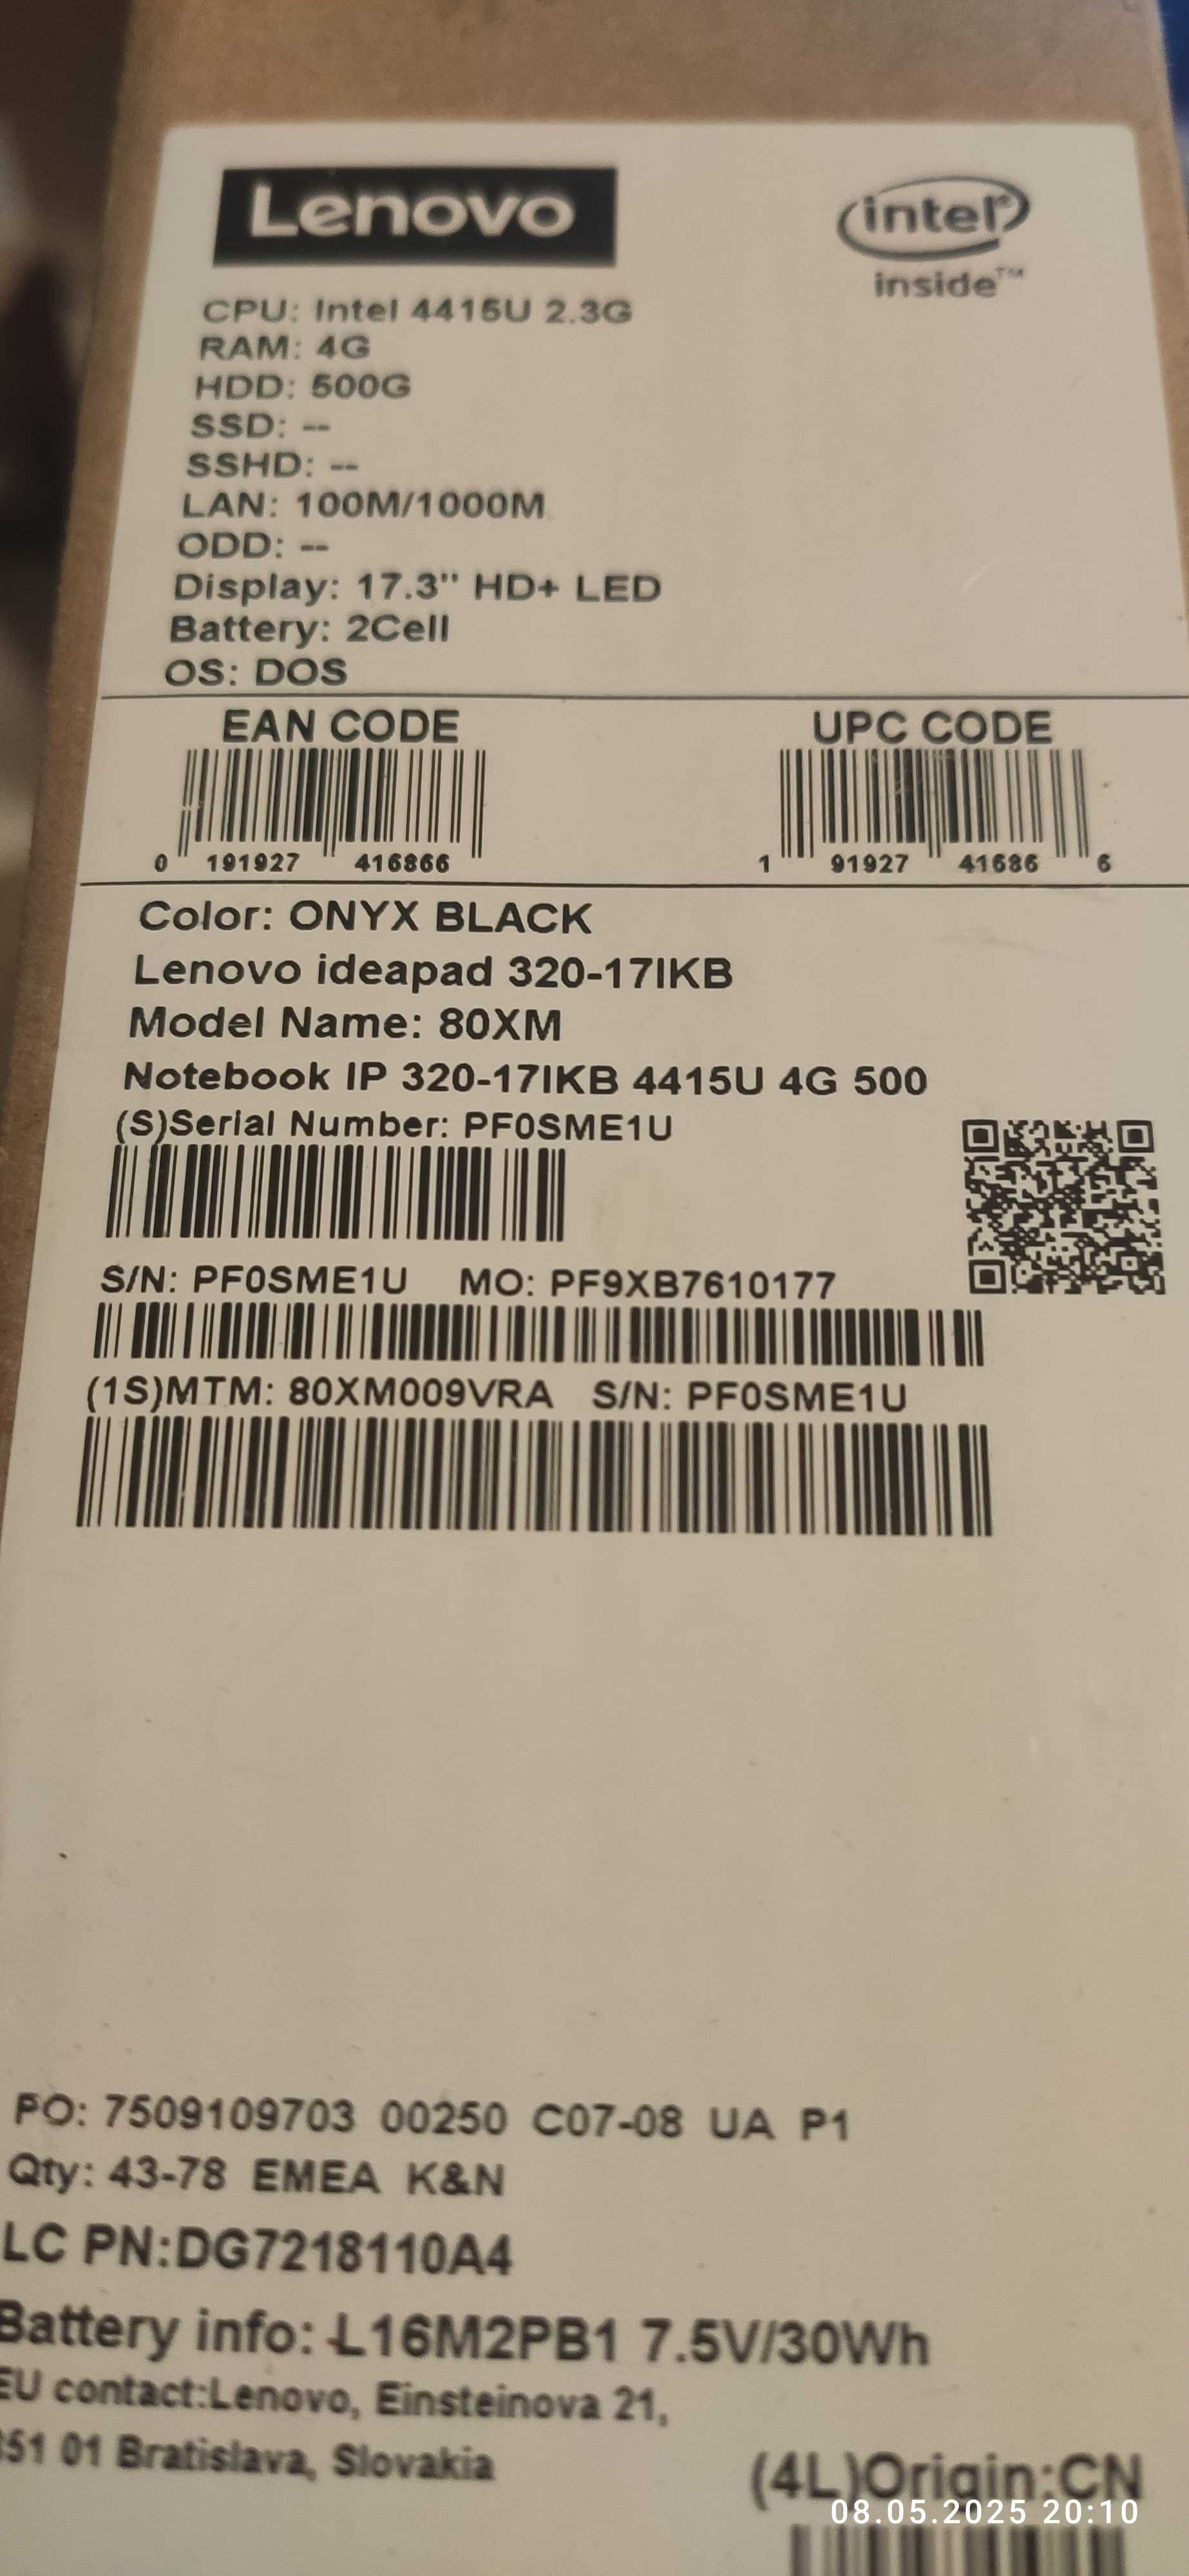 Lenovo
intel®
inside™
CPU: Intel 4415U 2.3G
RAM: 4G
HDD: 500G
SSD: --
SSHD: --
LAN: 100M/1000M
ODD: --
Display: 17.3" HD+ LED
Battery: 2Cell
OS: DOS
EAN CODE UPC CODE
0 191927 416866 1 91927 41686 6
Color: ONYX BLACK
Lenovo ideapad 320-17IKB
Model Name: 80XM
Notebook IP 320-17IKB 4415U 4G 500
(S)Serial Number: PF0SME1U
S/N: PF0SME1U MO: PF9XB7610177
(1S)MTM: 80XM009VRA S/N: PF0SME1U
PO: 7509109703 00250 C07-08 UA P1
Qty: 43-78 EMEA K&N
LC PN:DG7218110A4
Battery info: L16M2PB1 7.5V/30Wh
EU contact:Lenovo, Einsteinova 21,
851 01 Bratislava, Slovakia
(4L)Origin:CN
08.05.2025 20:10